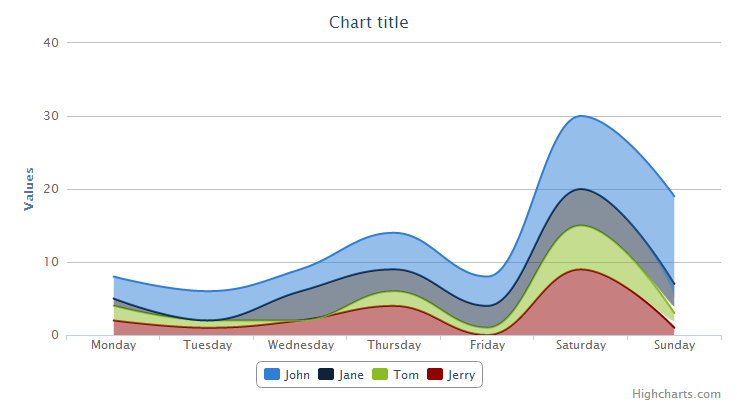 Chart title
Values
40
30
20
10
0
Monday Tuesday Wednesday Thursday Friday Saturday Sunday
John Jane Tom Jerry
Highcharts.com